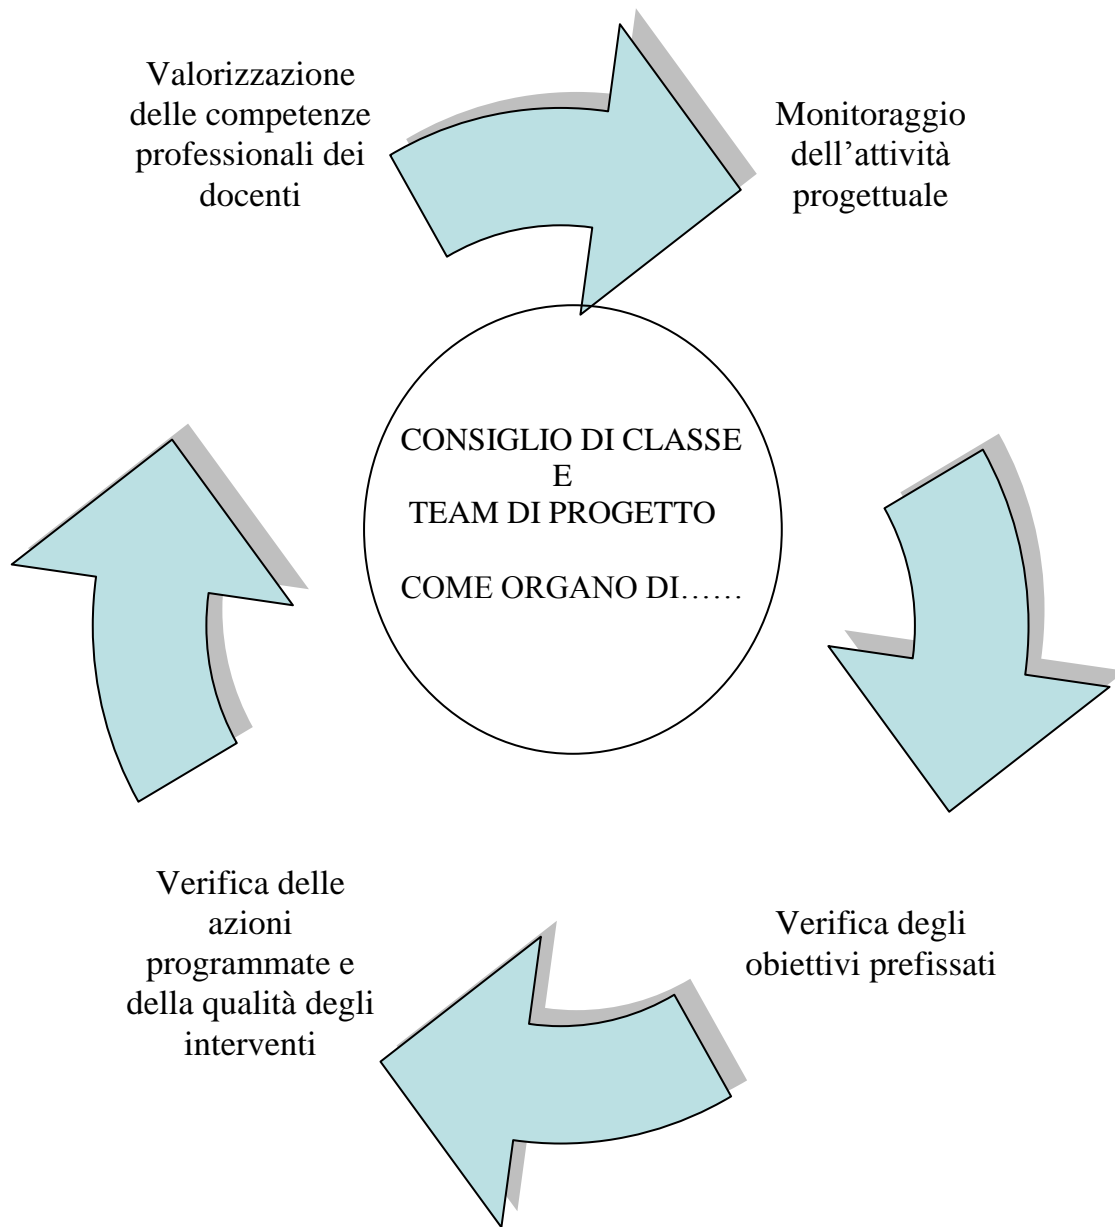 Valorizzazione
delle competenze
professionali dei
docenti
Monitoraggio
dell’attività
progettuale
CONSIGLIO DI CLASSE
E
TEAM DI PROGETTO
COME ORGANO DI……
Verifica delle
azioni
programmate e
della qualità degli
interventi
Verifica degli
obiettivi prefissati